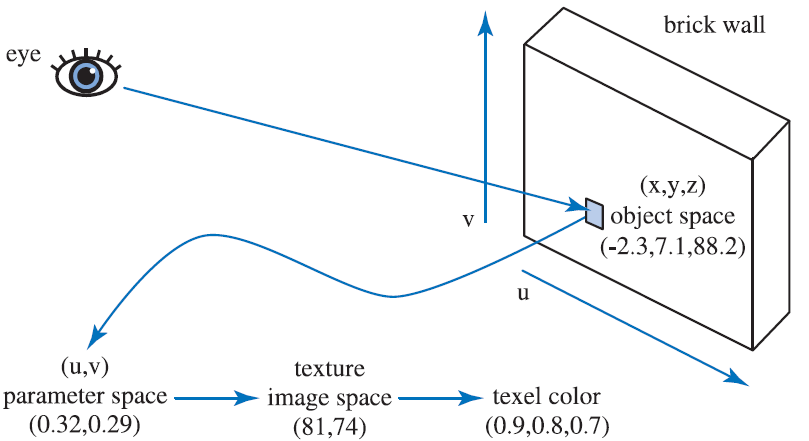 brick wall
eye
(x,y,z)
object space
(-2.3,7.1,88.2)
v
u
(u,v)
parameter space
(0.32,0.29)
texture
image space
(81,74)
texel color
(0.9,0.8,0.7)